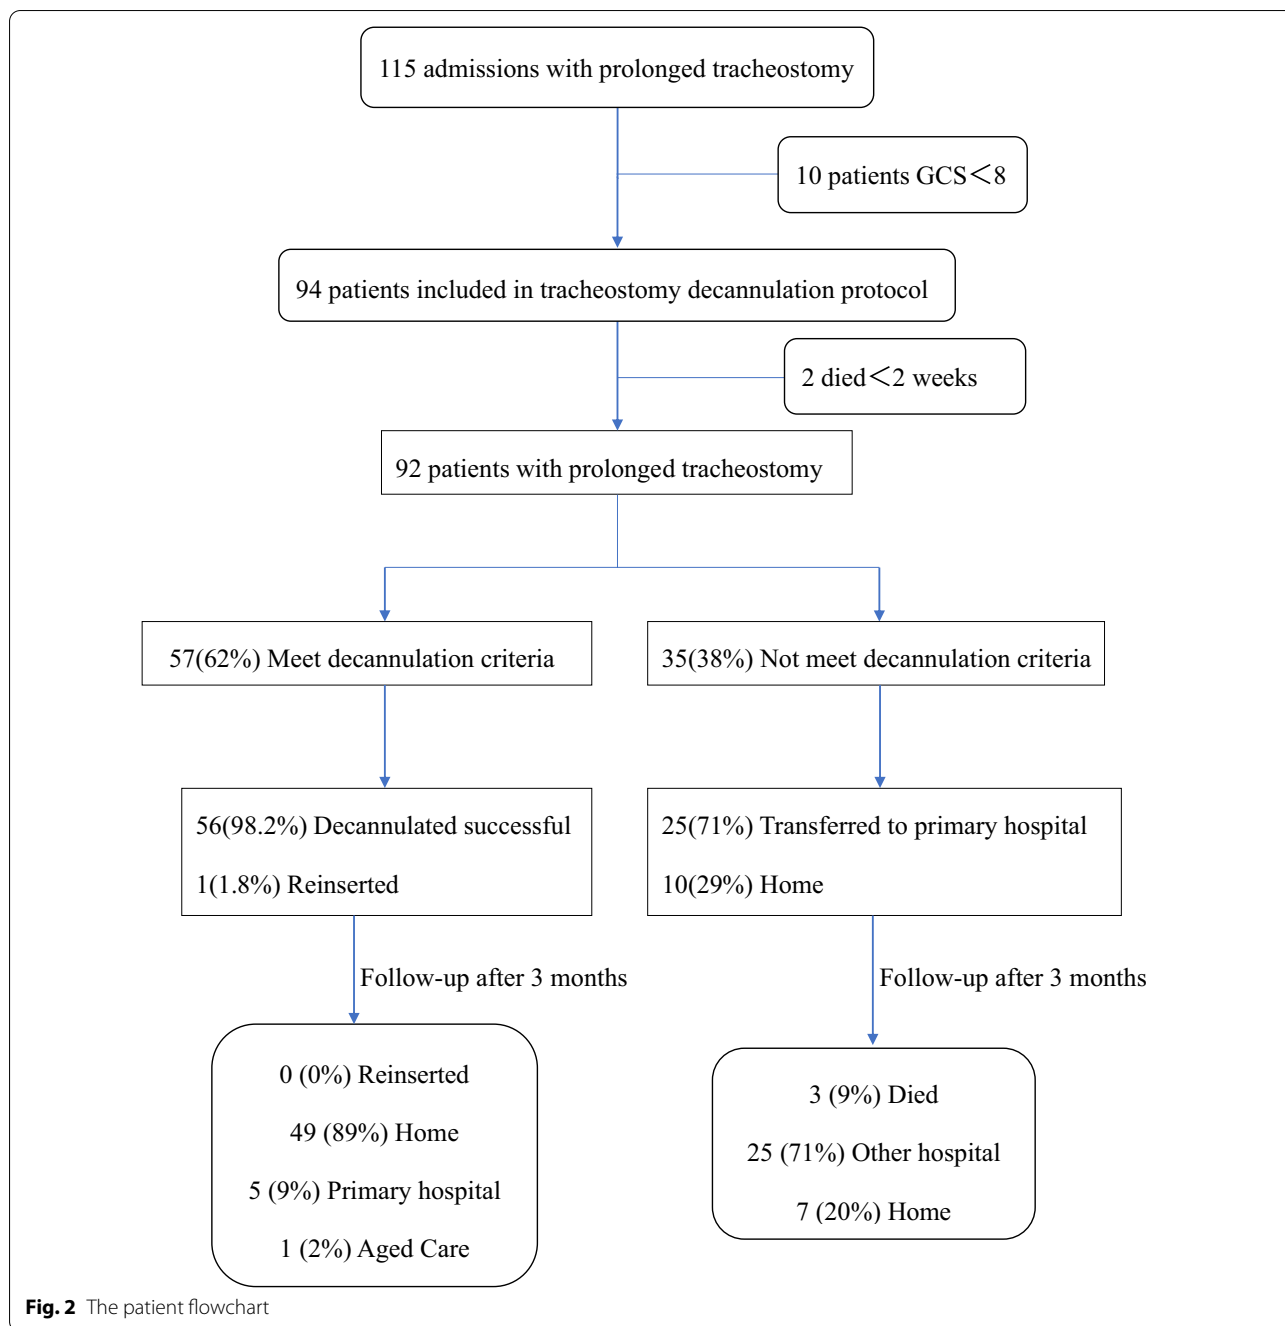 115 admissions with prolonged tracheostomy
10 patients GCS<8
94 patients included in tracheostomy decannulation protocol
2 died<2 weeks
92 patients with prolonged tracheostomy
57(62%) Meet decannulation criteria
35(38%) Not meet decannulation criteria
56(98.2%) Decannulated successful
1(1.8%) Reinserted
25(71%) Transferred to primary hospital
10(29%) Home
Follow-up after 3 months
Follow-up after 3 months
0 (0%) Reinserted
49 (89%) Home
5 (9%) Primary hospital
1 (2%) Aged Care
3 (9%) Died
25 (71%) Other hospital
7 (20%) Home
Fig. 2 The patient flowchart